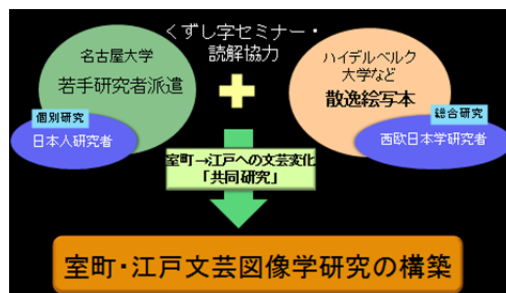 くずし字セミナー・
読解協力
名古屋大学
若手研究者派遣
ハイデルベルク
大学など
散逸絵写本
個別研究
日本人研究者
総合研究
西欧日本学研究者
室町→江戸への文芸変化
「共同研究」
室町・江戸文芸図像学研究の構築